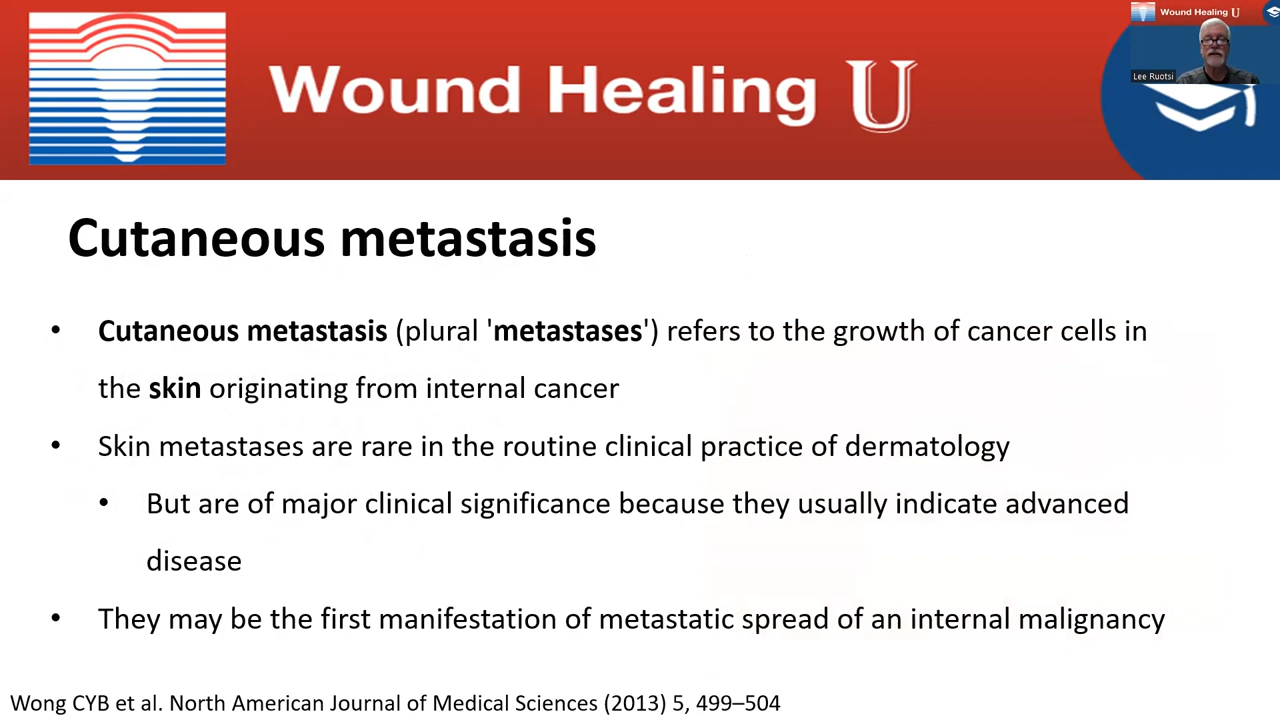 Wound Healing U
Wound Healing U
Lee Ruotsi
Cutaneous metastasis
• Cutaneous metastasis (plural 'metastases') refers to the growth of cancer cells in
the skin originating from internal cancer
• Skin metastases are rare in the routine clinical practice of dermatology
• But are of major clinical significance because they usually indicate advanced
disease
• They may be the first manifestation of metastatic spread of an internal malignancy
Wong CYB et al. North American Journal of Medical Sciences (2013) 5, 499–504